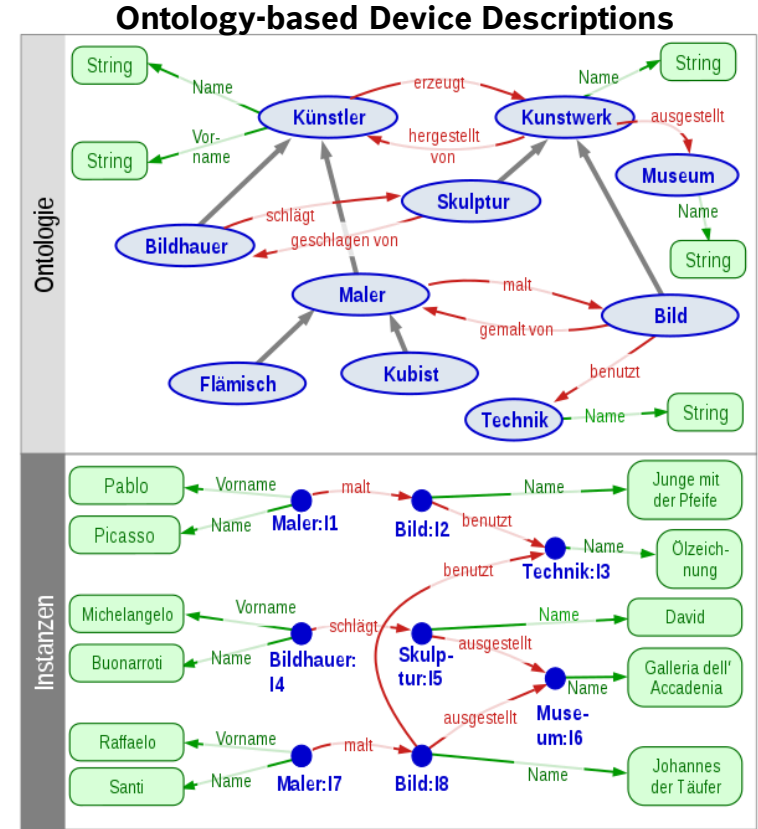 Ontology-based Device Descriptions
Ontologie
String
Name
erzeugt
Name
String
Künstler
Kunstwerk
ausgestellt
String
Vor-
name
hergestellt
von
Museum
Name
schlägt
Skulptur
Bildhauer
geschlagen von
String
Maler
malt
Bild
gemalt von
Flämisch
Kubist
benutzt
Technik
Name
String
Instanzen
Pablo
Vorname
malt
Name
Junge mit
der Pfeife
Picasso
Name
Maler:I1
Bild:I2
benutzt
Name
Ölzeich-
nung
benutzt
Technik:I3
Michelangelo
Vorname
schlägt
Name
David
Buonarroti
Name
Bildhauer:
I4
Skulp-
tur:I5
ausgestellt
Galleria dell'
Accadenia
Name
Muse-
um:I6
ausgestellt
Raffaelo
Vorname
malt
Santi
Name
Maler:I7
Bild:I8
Name
Johannes
der Täufer